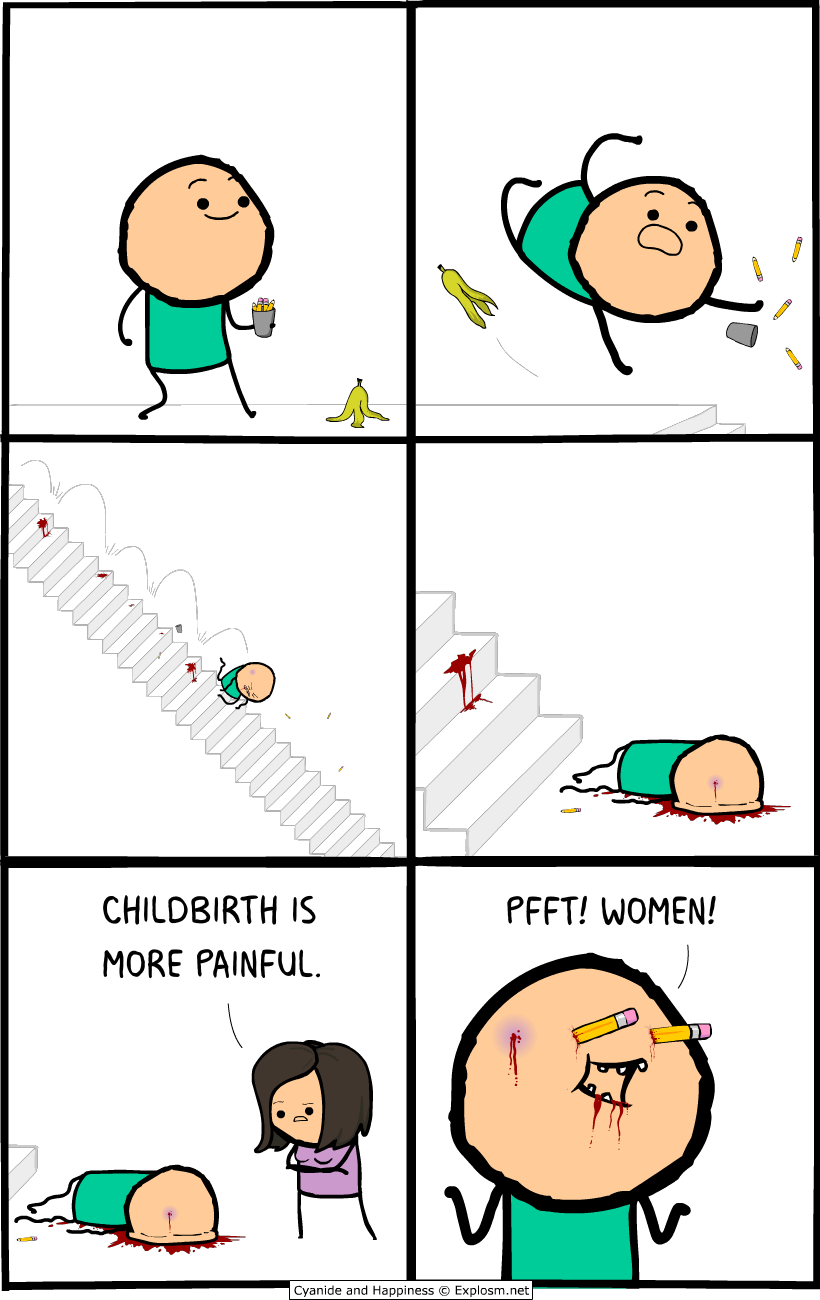 CHILDBIRTH IS
MORE PAINFUL.
PFFT! WOMEN!
Cyanide and Happiness © Explosm.net